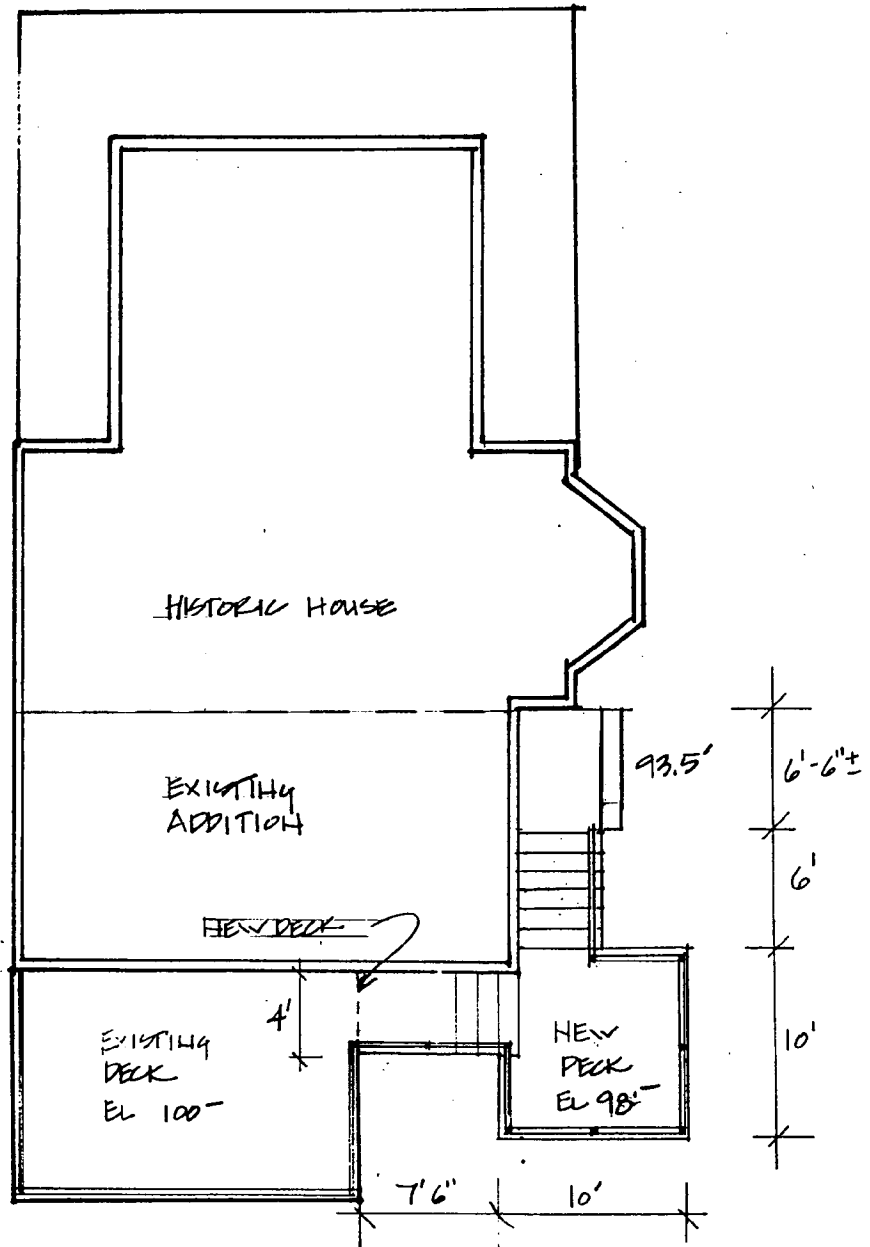 HISTORIC HOUSE
93.5'
6'-6"±
EXISTING
ADDITION
6'
NEW DECK
4'
EXISTING
DECK
EL 100-
NEW
DECK
EL 98'-
10'
7'6"
10'